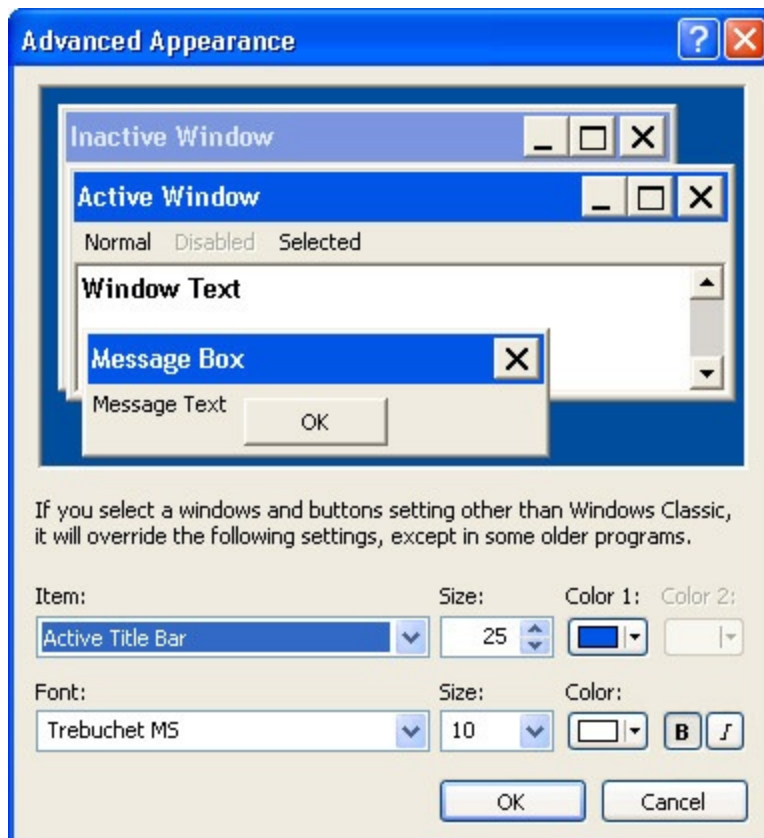 Advanced Appearance
Inactive Window
Active Window
Normal Disabled Selected
Window Text
Message Box
Message Text
OK
If you select a windows and buttons setting other than Windows Classic,
it will override the following settings, except in some older programs.
Item: Size: Color 1: Color 2:
Active Title Bar 25
Font: Size: Color:
Trebuchet MS 10 B I
OK Cancel